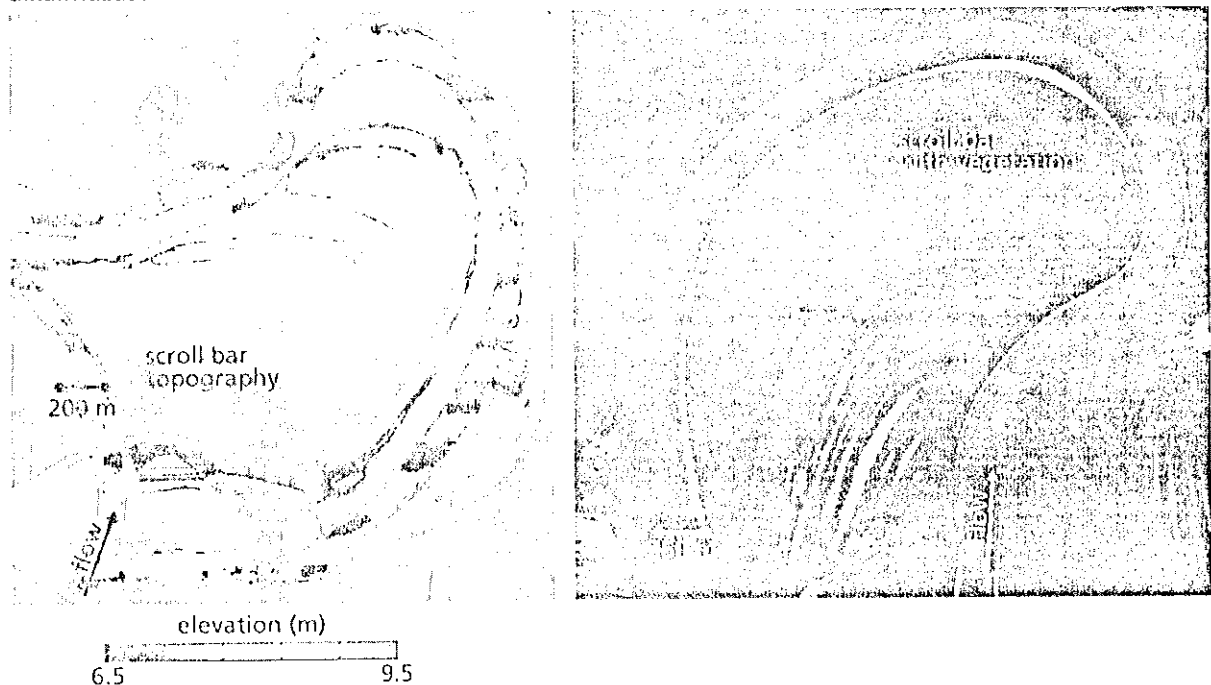 scroll bar
topography
200 m
flow
elevation (m)
6.5 9.5
scroll bar
with vegetation
flow